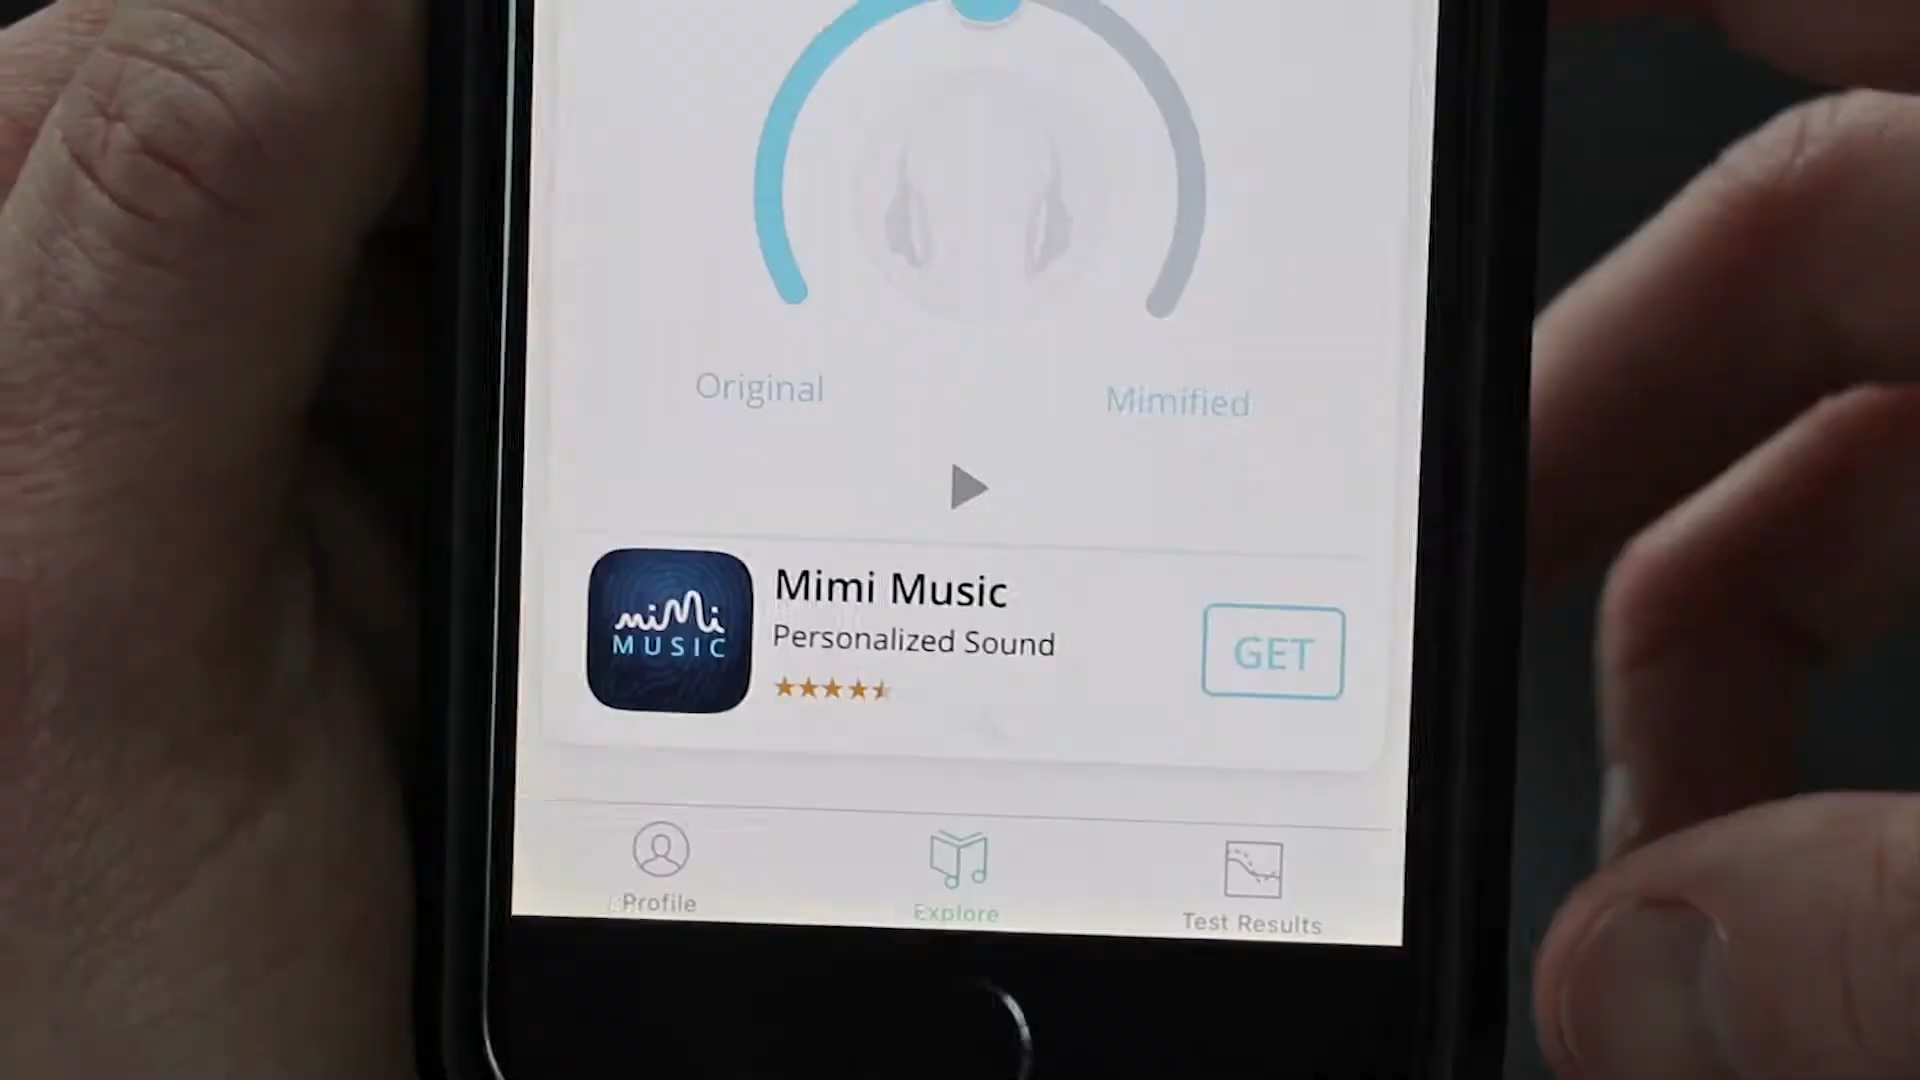 Original
Mimified
miMi
MUSIC
Mimi Music
Personalized Sound
GET
Profile
Explore
Test Results